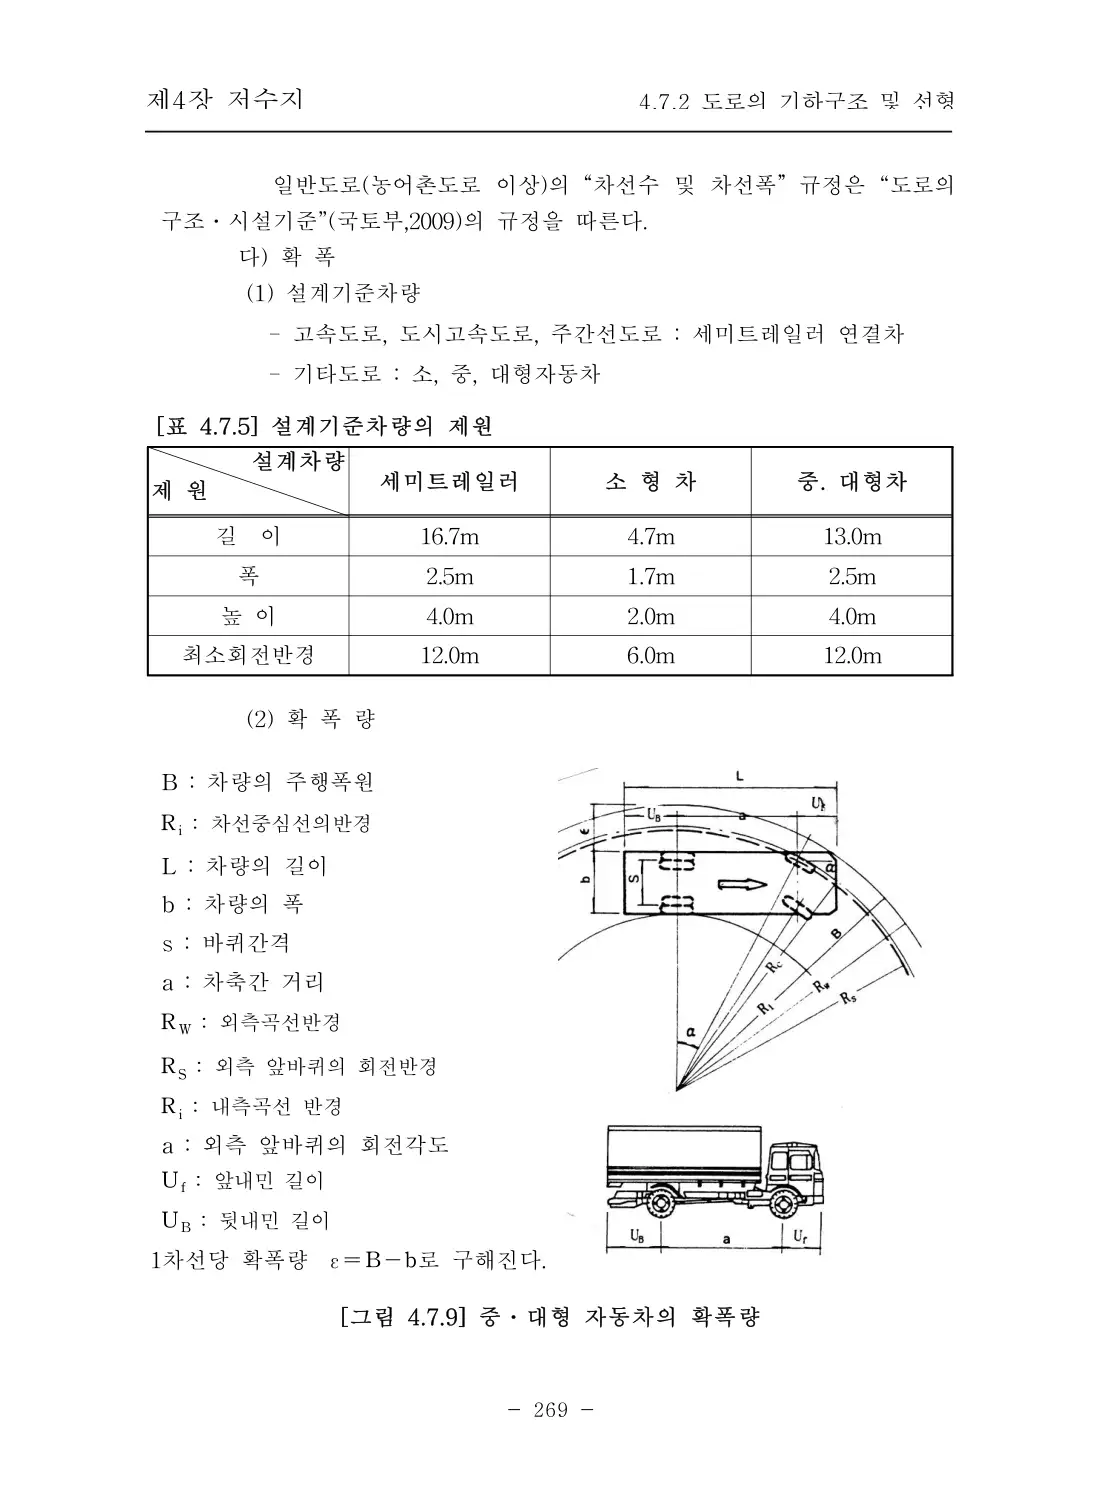 제4장 저수지
4.7.2 도로의 기하구조 및 선형
일반도로(농어촌도로 이상)의 “차선수 및 차선폭” 규정은 “도로의
구조·시설기준”(국토부,2009)의 규정을 따른다.
다) 확 폭
(1) 설계기준차량
- 고속도로, 도시고속도로, 주간선도로 : 세미트레일러 연결차
- 기타도로 : 소, 중, 대형자동차
[표 4.7.5] 설계기준차량의 제원
설계차량
제 원 세미트레일러 소 형 차 중. 대형차
길 이 16.7m 4.7m 13.0m
폭 2.5m 1.7m 2.5m
높 이 4.0m 2.0m 4.0m
최소회전반경 12.0m 6.0m 12.0m
(2) 확 폭 량
B : 차량의 주행폭원
Ri : 차선중심선의반경
L : 차량의 길이
b : 차량의 폭
s : 바퀴간격
a : 차축간 거리
RW : 외측곡선반경
RS : 외측 앞바퀴의 회전반경
Ri : 내측곡선 반경
a : 외측 앞바퀴의 회전각도
Uf : 앞내민 길이
UB : 뒷내민 길이
1차선당 확폭량 ε=B-b로 구해진다.
L
UB a Uf
ε
b S
B
Rc
R1 Rw Rs
α
UB a Uf
[그림 4.7.9] 중·대형 자동차의 확폭량
- 269 -